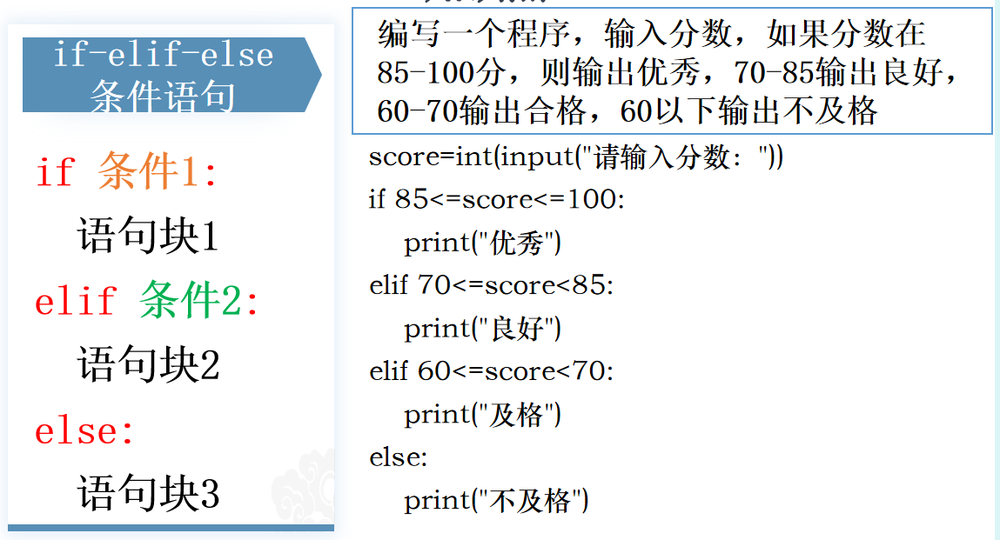 if-elif-else
条件语句
if 条件1:
语句块1
elif 条件2:
语句块2
else:
语句块3
编写一个程序，输入分数，如果分数在
85-100分，则输出优秀，70-85输出良好，
60-70输出合格，60以下输出不及格
score=int(input("请输入分数："))
if 85<=score<=100:
print("优秀")
elif 70<=score<85:
print("良好")
elif 60<=score<70:
print("及格")
else:
print("不及格")